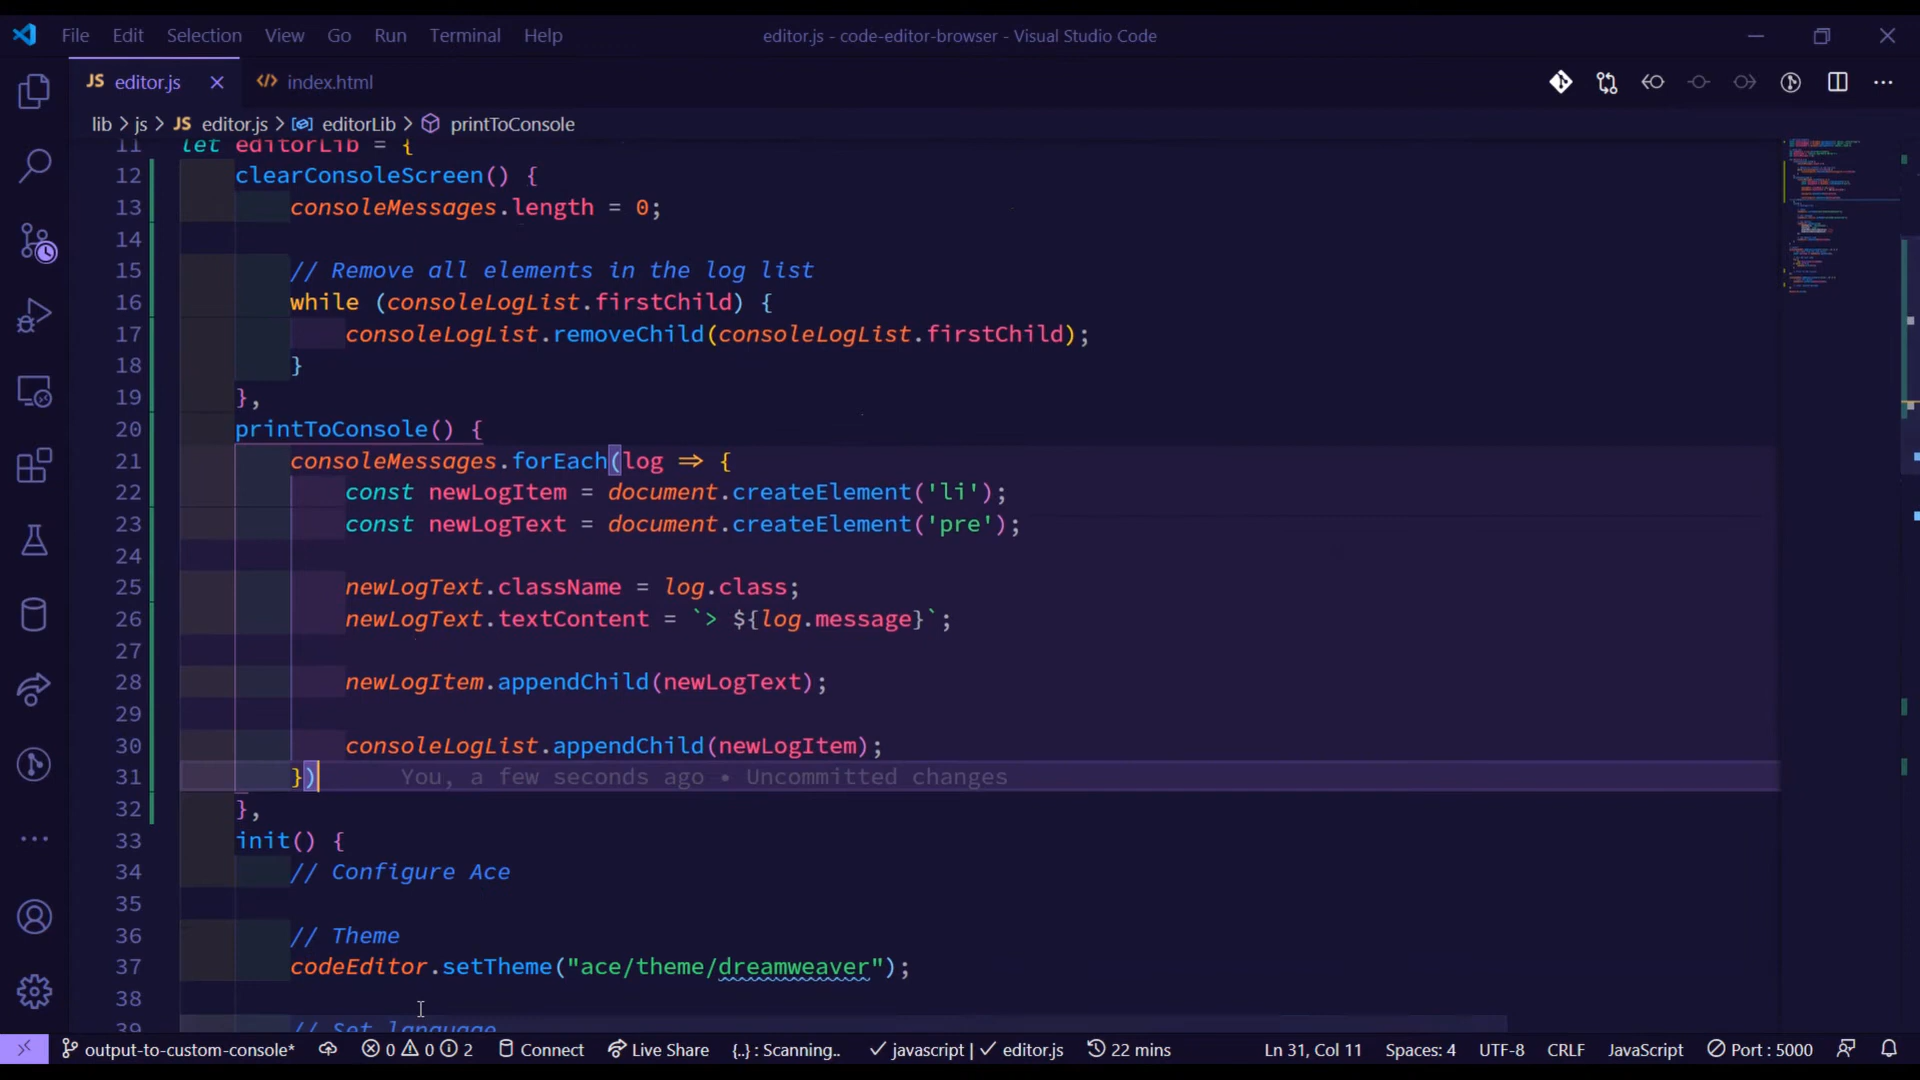 File Edit Selection View Go Run Terminal Help
editor.js - code-editor-browser - Visual Studio Code
JS editor.js × index.html
lib > js > JS editor.js > editorLib > printToConsole
11 let editorLib = {
12 clearConsoleScreen() {
13 consoleMessages.length = 0;
14
15 // Remove all elements in the log list
16 while (consoleLogList.firstChild) {
17 consoleLogList.removeChild(consoleLogList.firstChild);
18 }
19 },
20 printToConsole() {
21 consoleMessages.forEach(log => {
22 const newLogItem = document.createElement('li');
23 const newLogText = document.createElement('pre');
24
25 newLogText.className = log.class;
26 newLogText.textContent = `> ${log.message}`;
27
28 newLogItem.appendChild(newLogText);
29
30 consoleLogList.appendChild(newLogItem);
31 }) You, a few seconds ago • Uncommitted changes
32 },
33 init() {
34 // Configure Ace
35
36 // Theme
37 codeEditor.setTheme("ace/theme/dreamweaver");
38
39 // Set language
output-to-custom-console* 0 0 2 Connect Live Share {..} : Scanning.. javascript | editor.js 22 mins Ln 31, Col 11 Spaces: 4 UTF-8 CRLF JavaScript Port : 5000